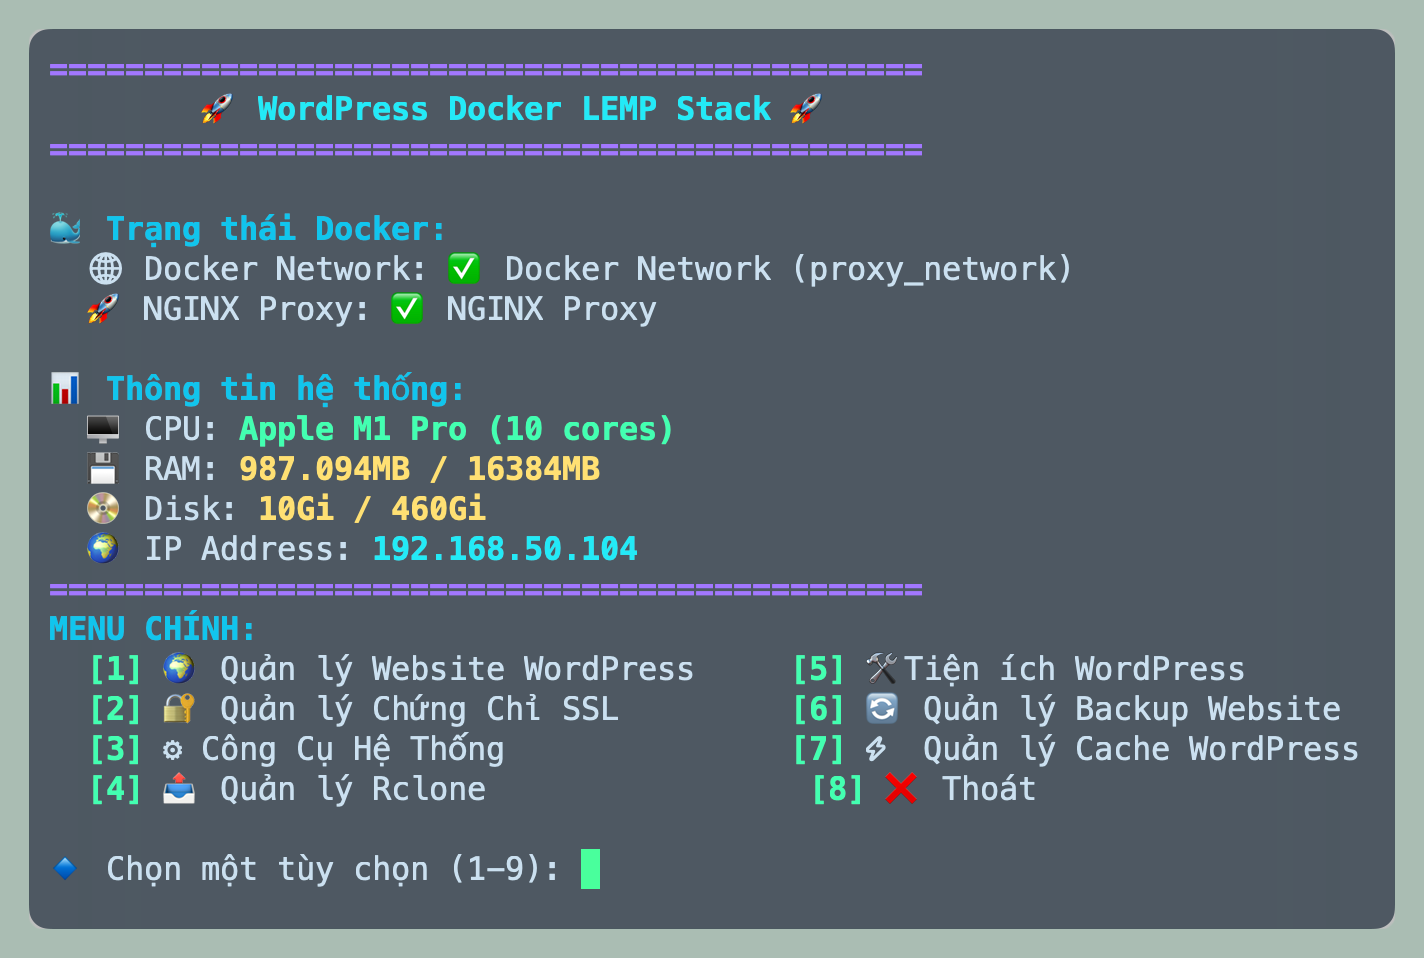 ==============================================
🚀 WordPress Docker LEMP Stack 🚀
==============================================
🐳 Trạng thái Docker:
🌐 Docker Network: ✅ Docker Network (proxy_network)
🚀 NGINX Proxy: ✅ NGINX Proxy
📊 Thông tin hệ thống:
🖥️ CPU: Apple M1 Pro (10 cores)
💾 RAM: 987.094MB / 16384MB
📀 Disk: 10Gi / 460Gi
🌍 IP Address: 192.168.50.104
==============================================
MENU CHÍNH:
[1] 🌍 Quản lý Website WordPress [5] 🛠️Tiện ích WordPress
[2] 🔐 Quản lý Chứng Chỉ SSL [6] 🔄 Quản lý Backup Website
[3] ⚙ Công Cụ Hệ Thống [7] ⚡ Quản lý Cache WordPress
[4] 📤 Quản lý Rclone [8] ❌ Thoát
🔹 Chọn một tùy chọn (1-9):